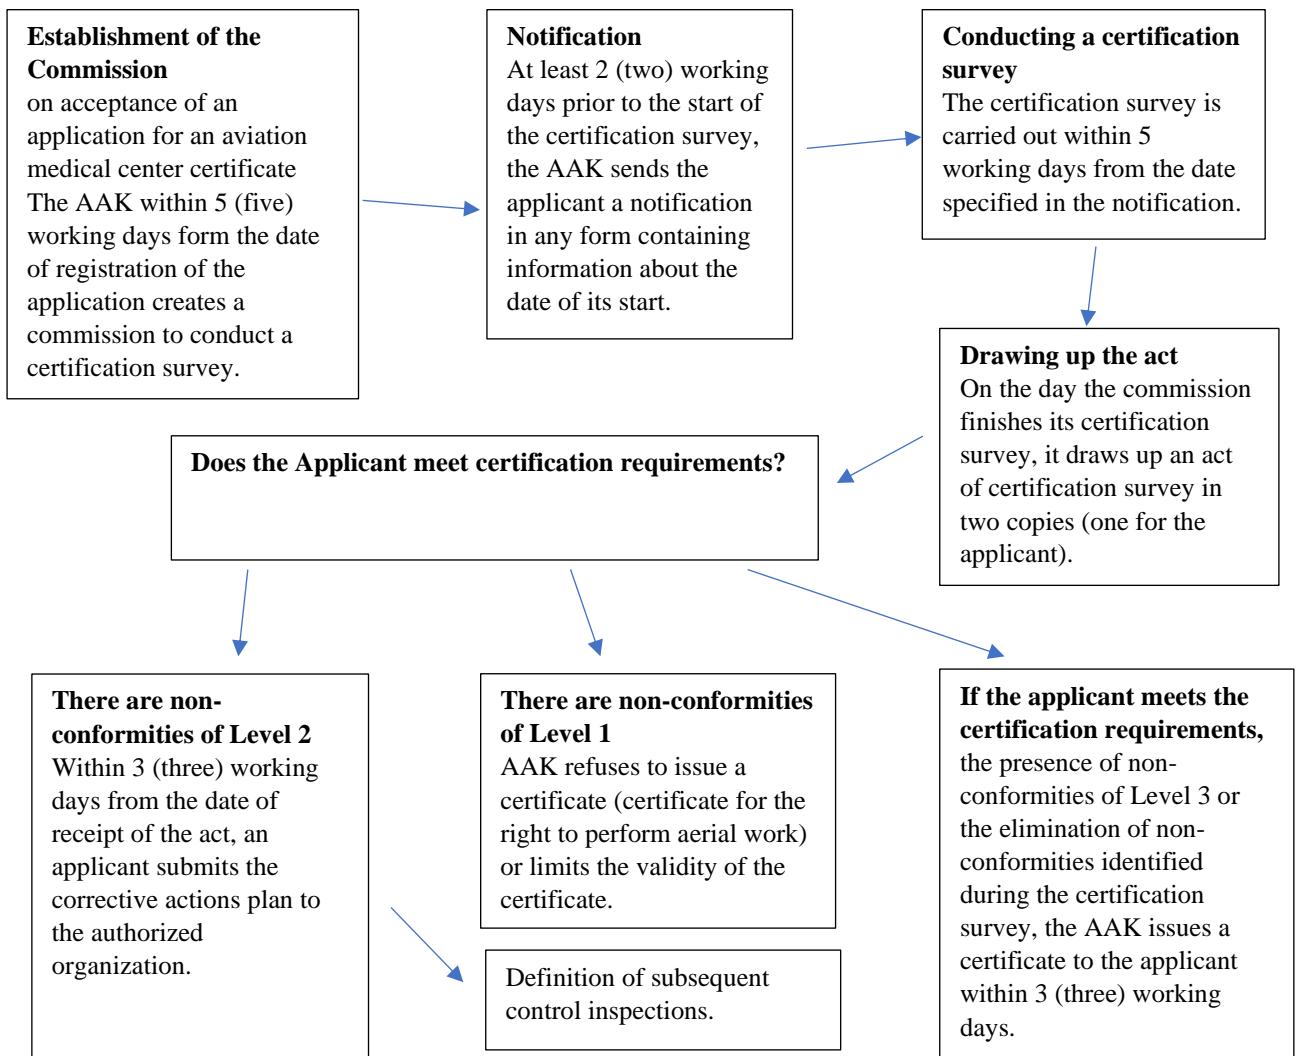 Establishment of the
Commission
on acceptance of an
application for an aviation
medical center certificate
The AAK within 5 (five)
working days form the date
of registration of the
application creates a
commission to conduct a
certification survey.
Notification
At least 2 (two) working
days prior to the start of
the certification survey,
the AAK sends the
applicant a notification
in any form containing
information about the
date of its start.
Conducting a certification
survey
The certification survey is
carried out within 5
working days from the date
specified in the notification.
Drawing up the act
On the day the commission
finishes its certification
survey, it draws up an act
of certification survey in
two copies (one for the
applicant).
Does the Applicant meet certification requirements?
There are non-
conformities of Level 2
Within 3 (three) working
days from the date of
receipt of the act, an
applicant submits the
corrective actions plan to
the authorized
organization.
There are non-conformities
of Level 1
AAK refuses to issue a
certificate (certificate for the
right to perform aerial work)
or limits the validity of the
certificate.
Definition of subsequent
control inspections.
If the applicant meets the
certification requirements,
the presence of non-
conformities of Level 3 or
the elimination of non-
conformities identified
during the certification
survey, the AAK issues a
certificate to the applicant
within 3 (three) working
days.